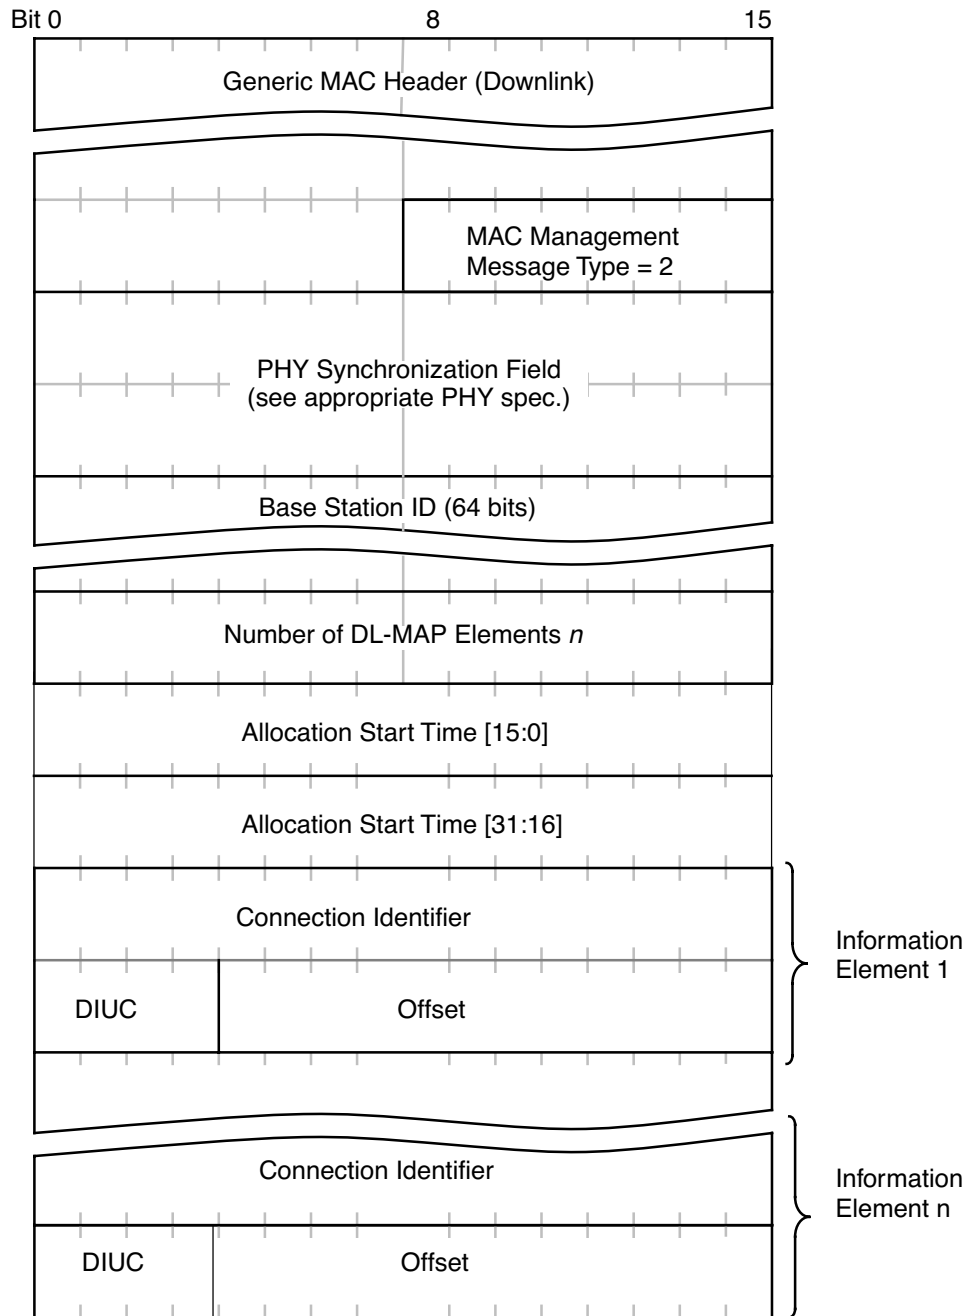 Bit 0 8 15
Generic MAC Header (Downlink)
MAC Management
Message Type = 2
PHY Synchronization Field
(see appropriate PHY spec.)
Base Station ID (64 bits)
Number of DL-MAP Elements n
Allocation Start Time [15:0]
Allocation Start Time [31:16]
Connection Identifier
Information
Element 1
DIUC Offset
Connection Identifier
Information
Element n
DIUC Offset